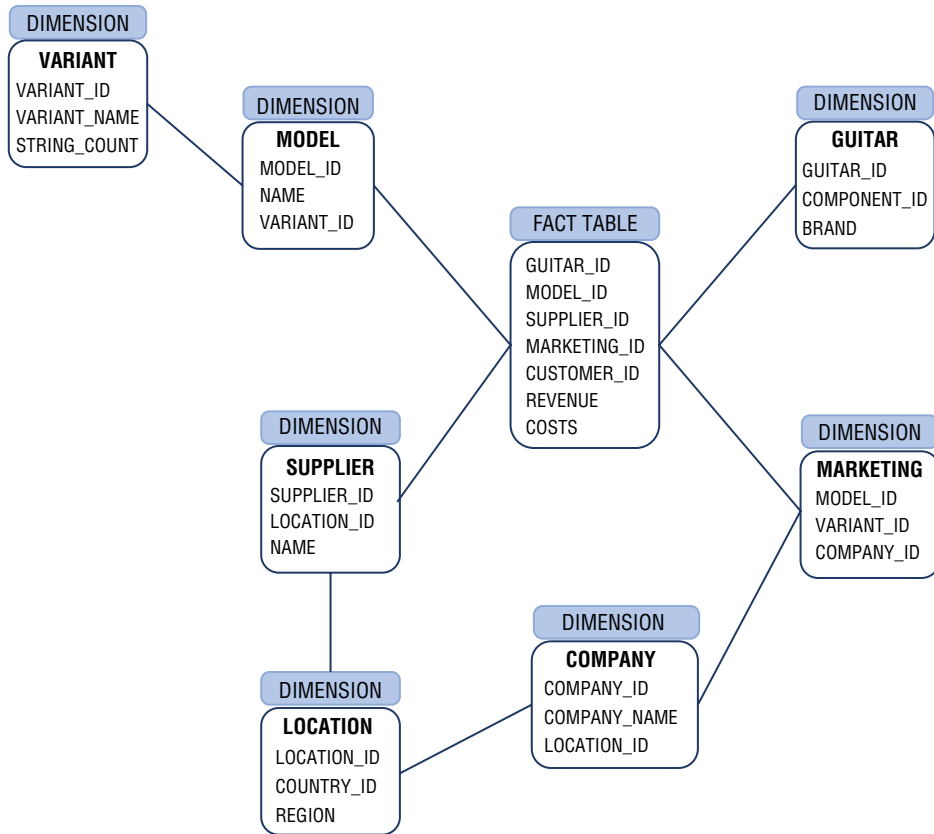 DIMENSION
VARIANT
VARIANT_ID
VARIANT_NAME
STRING_COUNT
DIMENSION
MODEL
MODEL_ID
NAME
VARIANT_ID
FACT TABLE
GUITAR_ID
MODEL_ID
SUPPLIER_ID
MARKETING_ID
CUSTOMER_ID
REVENUE
COSTS
DIMENSION
GUITAR
GUITAR_ID
COMPONENT_ID
BRAND
DIMENSION
SUPPLIER
SUPPLIER_ID
LOCATION_ID
NAME
DIMENSION
MARKETING
MODEL_ID
VARIANT_ID
COMPANY_ID
DIMENSION
COMPANY
COMPANY_ID
COMPANY_NAME
LOCATION_ID
DIMENSION
LOCATION
LOCATION_ID
COUNTRY_ID
REGION